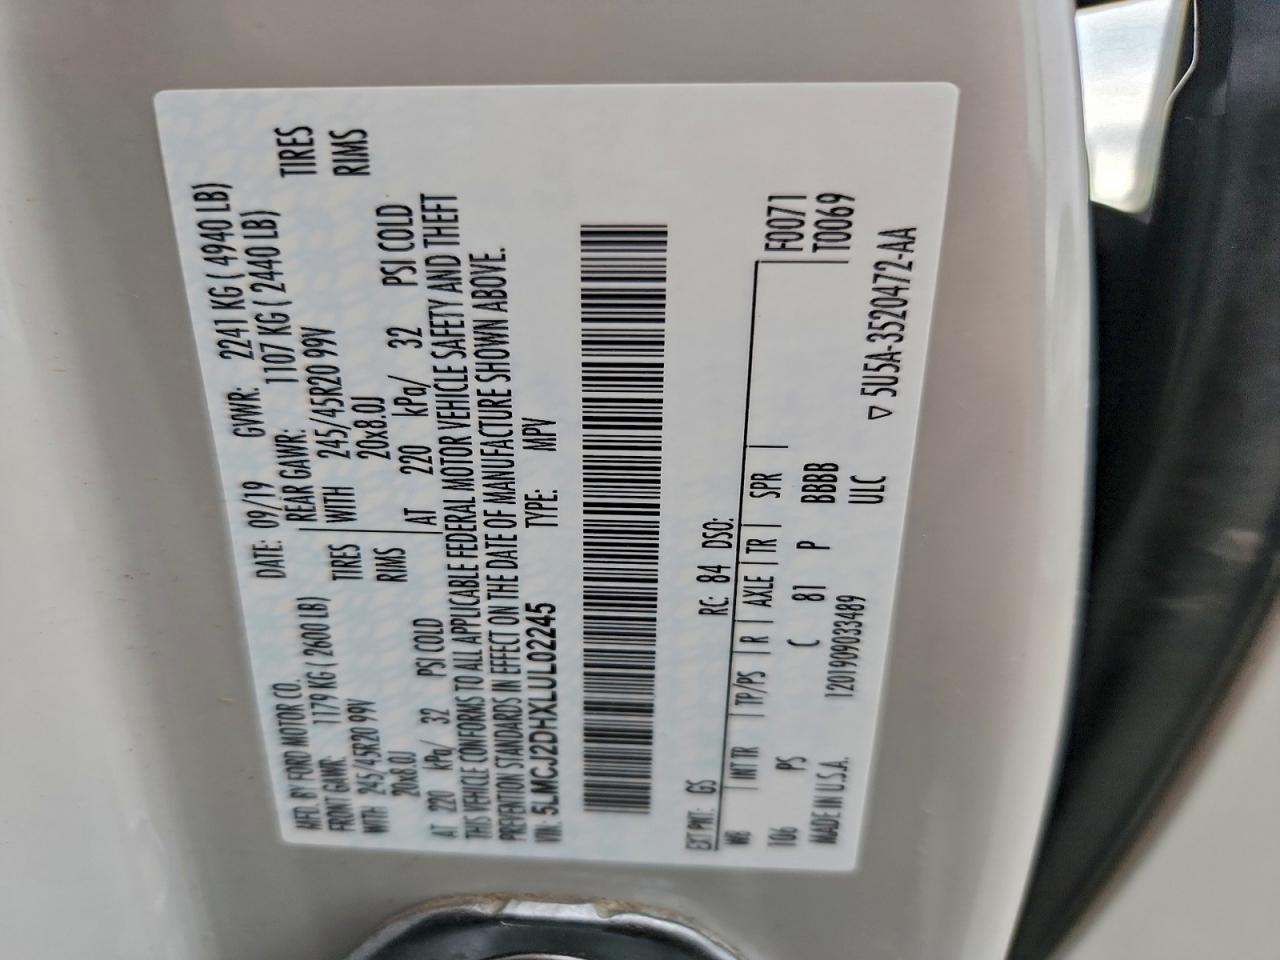 MFD. BY FORD MOTOR CO. DATE: 09/19 GVWR: 2241 KG ( 4940 LB)
FRONT GAWR: 1179 KG ( 2600 LB) REAR GAWR: 1107 KG ( 2440 LB)
WITH 245/45R20 99V TIRES WITH 245/45R20 99V TIRES
20x8.0J RIMS 20x8.0J RIMS
AT 220 kPa/ 32 PSI COLD AT 220 kPa/ 32 PSI COLD
THIS VEHICLE CONFORMS TO ALL APPLICABLE FEDERAL MOTOR VEHICLE SAFETY AND THEFT
PREVENTION STANDARDS IN EFFECT ON THE DATE OF MANUFACTURE SHOWN ABOVE.
VIN: 5LMCJ2DHXLUL02245 TYPE: MPV
EXT PNT: GS RC: 84 DSO: F0071
WB INT TR TP/PS R AXLE TR SPR T0069
106 PS C 81 P BBBB
MADE IN U.S.A. 1201909033489 ULC ▽ 5U5A-3520472-AA